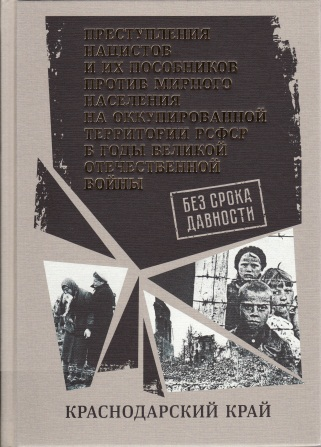 ПРЕСТУПЛЕНИЯ
НАЦИСТОВ
И ИХ ПОСОБНИКОВ
ПРОТИВ МИРНОГО
НАСЕЛЕНИЯ
НА ОККУПИРОВАННОЙ
ТЕРРИТОРИИ РСФСР
В ГОДЫ ВЕЛИКОЙ
ОТЕЧЕСТВЕННОЙ
ВОЙНЫ
БЕЗ СРОКА
ДАВНОСТИ
КРАСНОДАРСКИЙ КРАЙ